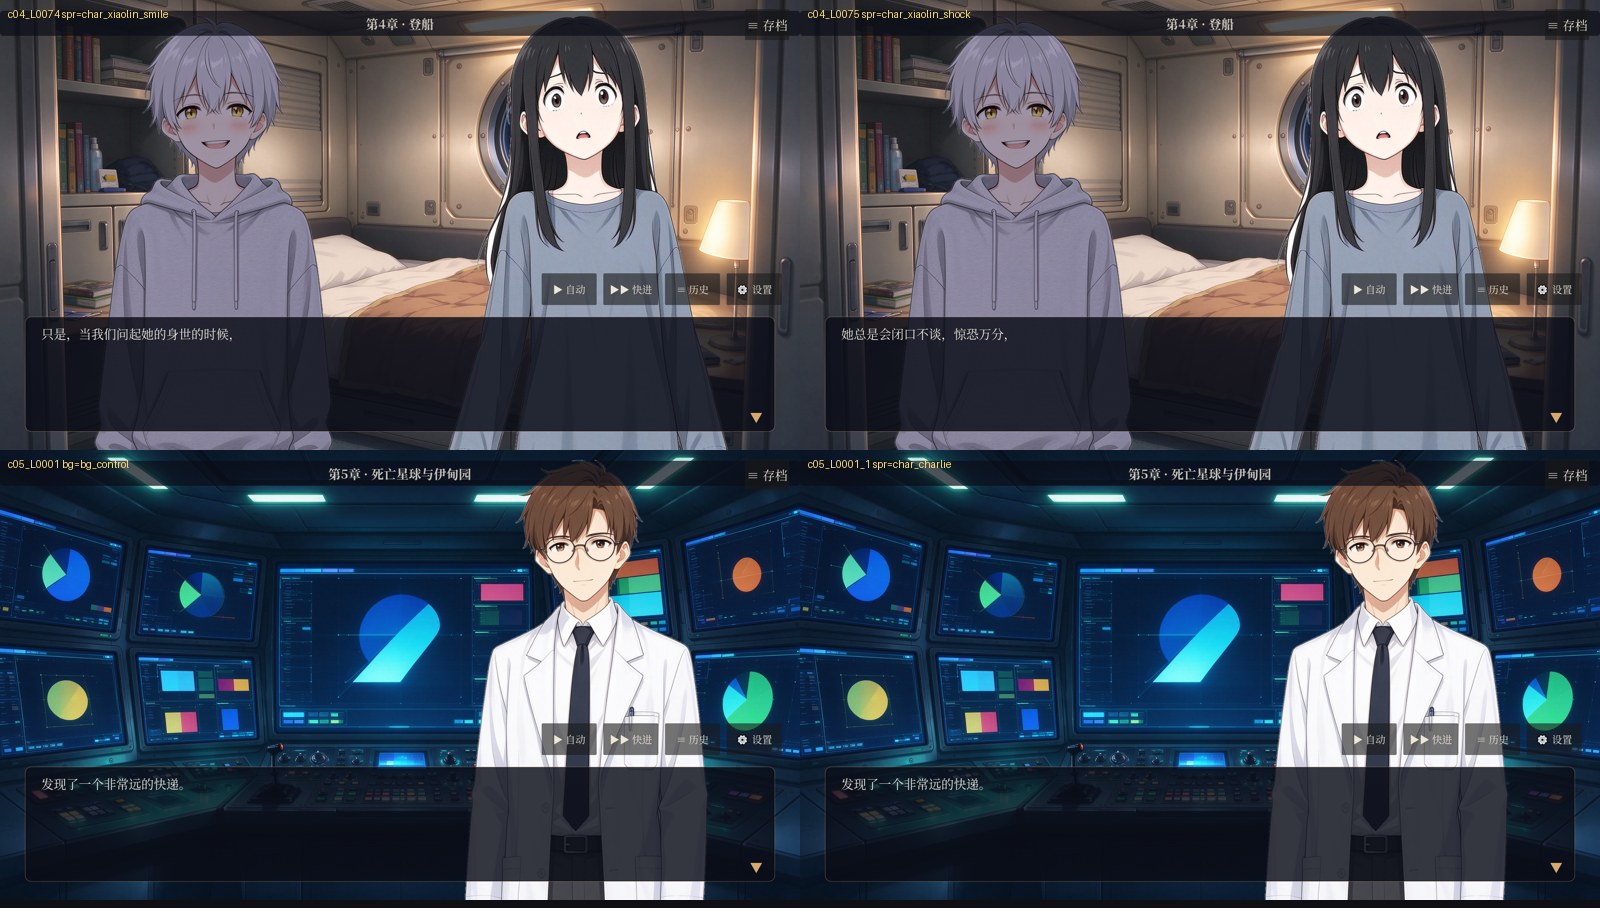 c04_L0074 spr=char_xiaolin_smile
第4章 · 登船
≡ 存档
▶ 自动
▶▶ 快进
≡ 历史
设置
只是，当我们问起她的身世的时候，
c04_L0075 spr=char_xiaolin_shock
第4章 · 登船
≡ 存档
▶ 自动
▶▶ 快进
≡ 历史
设置
她总是会闭口不谈，惊恐万分，
c05_L0001 bg=bg_control
第5章 · 死亡星球与伊甸园
≡ 存档
▶ 自动
▶▶ 快进
≡ 历史
设置
发现了一个非常远的快递。
c05_L0001_1 spr=char_charlie
第5章 · 死亡星球与伊甸园
≡ 存档
▶ 自动
▶▶ 快进
≡ 历史
设置
发现了一个非常远的快递。